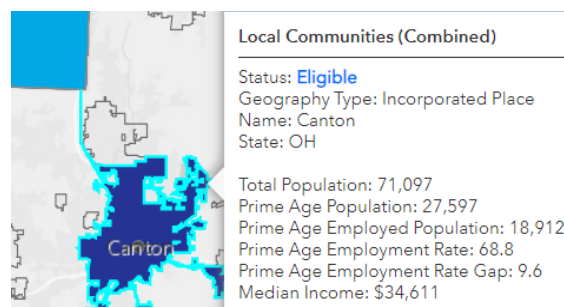 Local Communities (Combined)
Status: Eligible
Geography Type: Incorporated Place
Name: Canton
State: OH
Total Population: 71,097
Prime Age Population: 27,597
Prime Age Employed Population: 18,912
Prime Age Employment Rate: 68.8
Prime Age Employment Rate Gap: 9.6
Median Income: $34,611
Canton